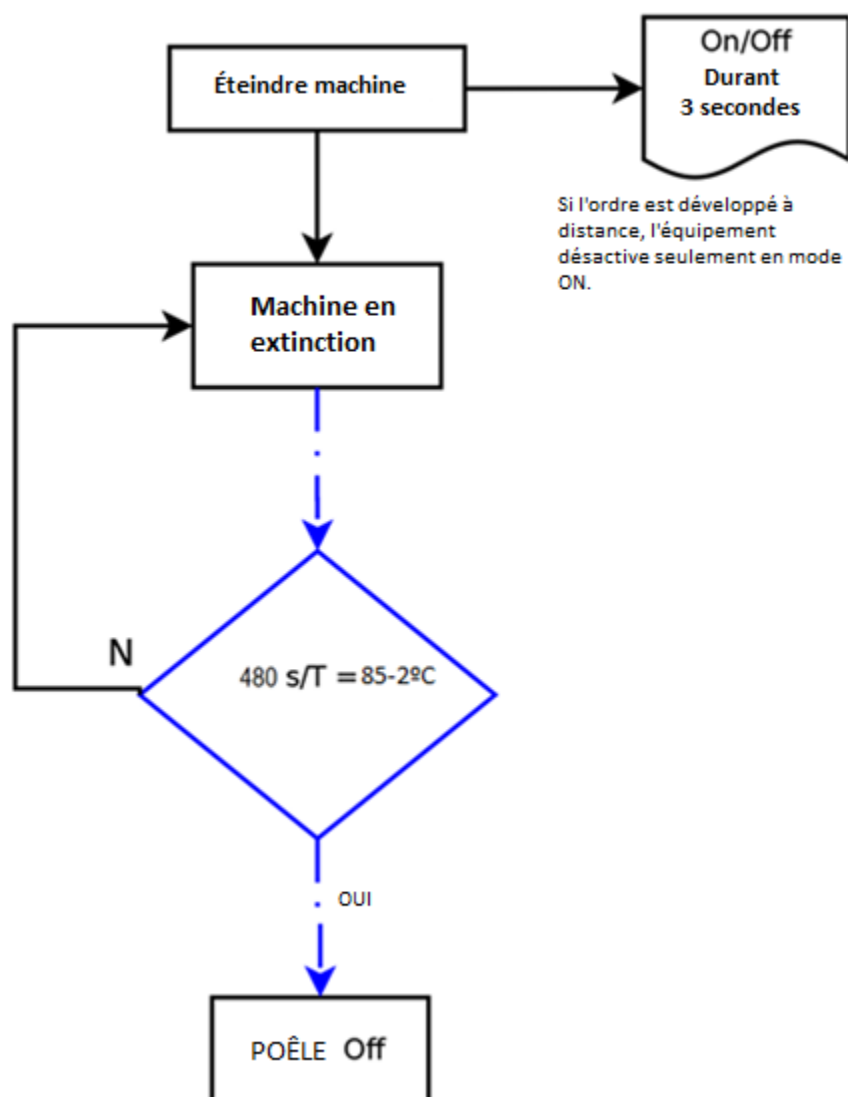 Éteindre machine
On/Off
Durant
3 secondes
Si l'ordre est développé à
distance, l'équipement
désactive seulement en mode
ON.
Machine en
extinction
N
480 s/T = 85-2ºC
OUI
POÊLE Off